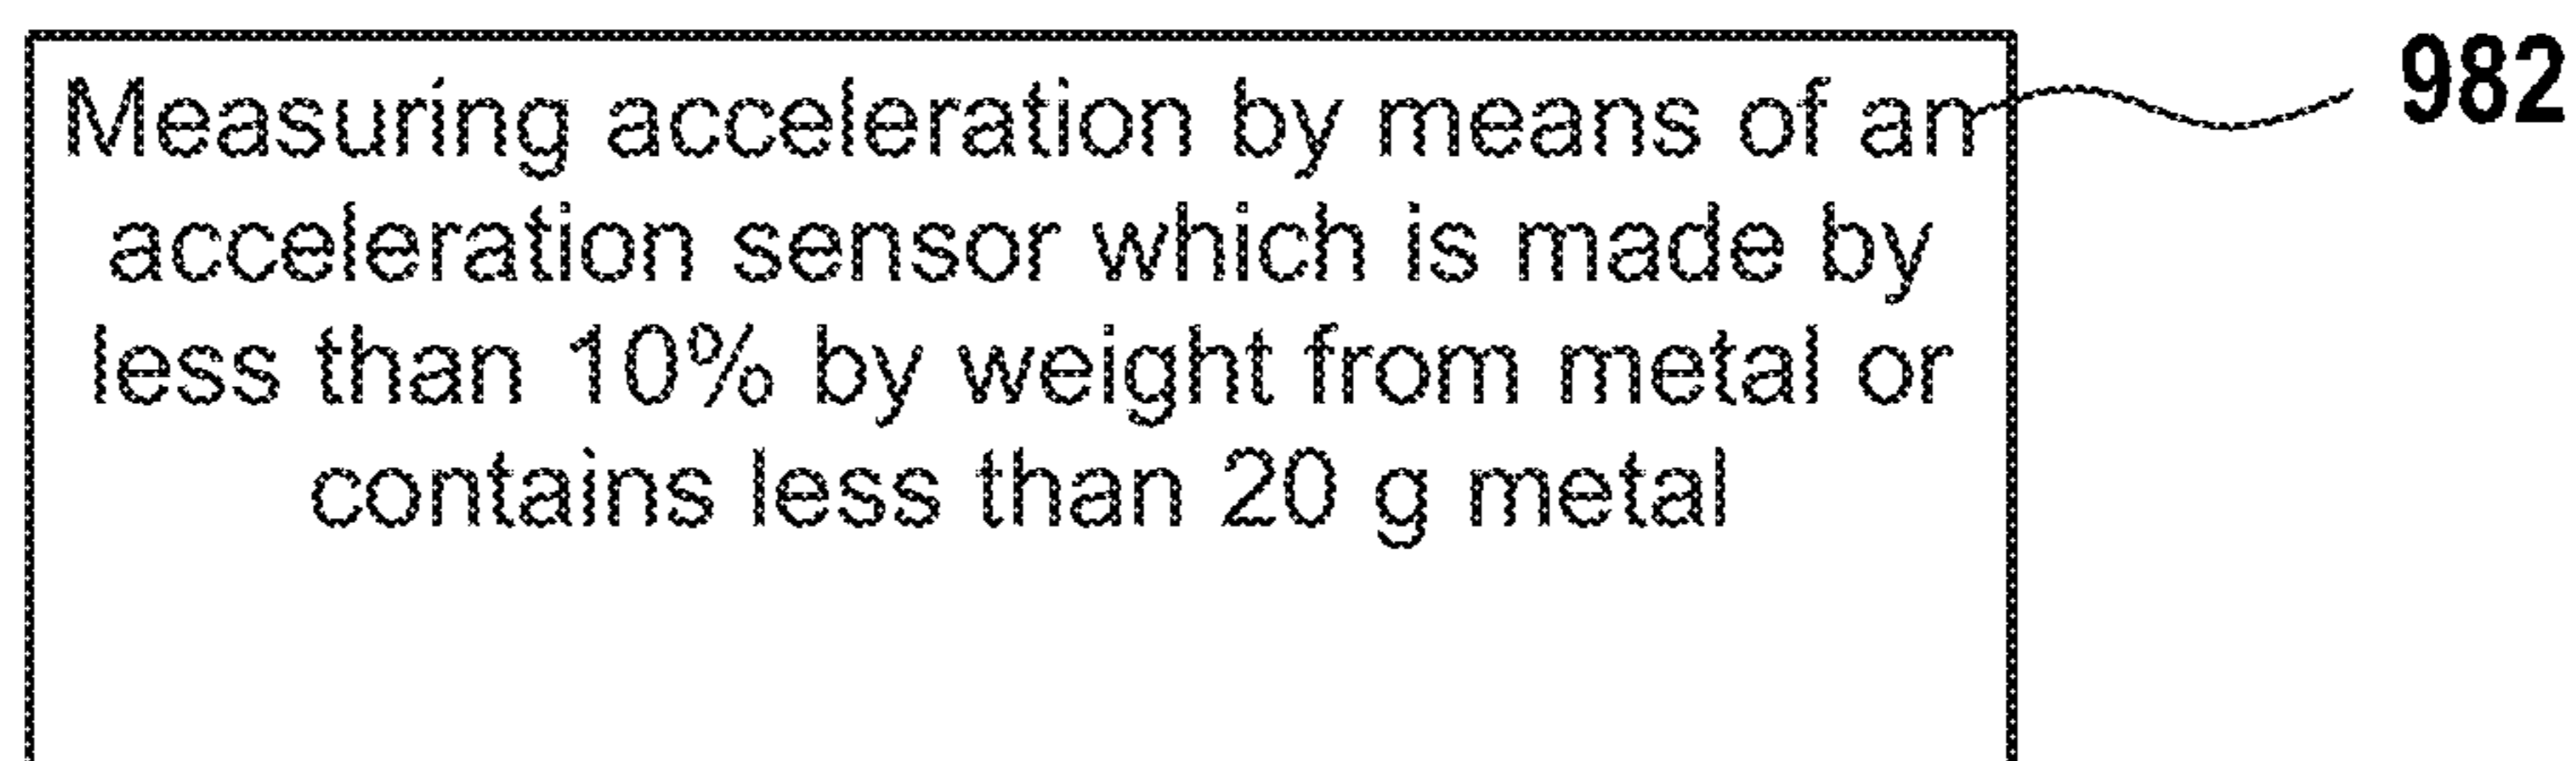 Measuring acceleration by means of an
acceleration sensor which is made by
less than 10% by weight from metal or
contains less than 20 g metal
982